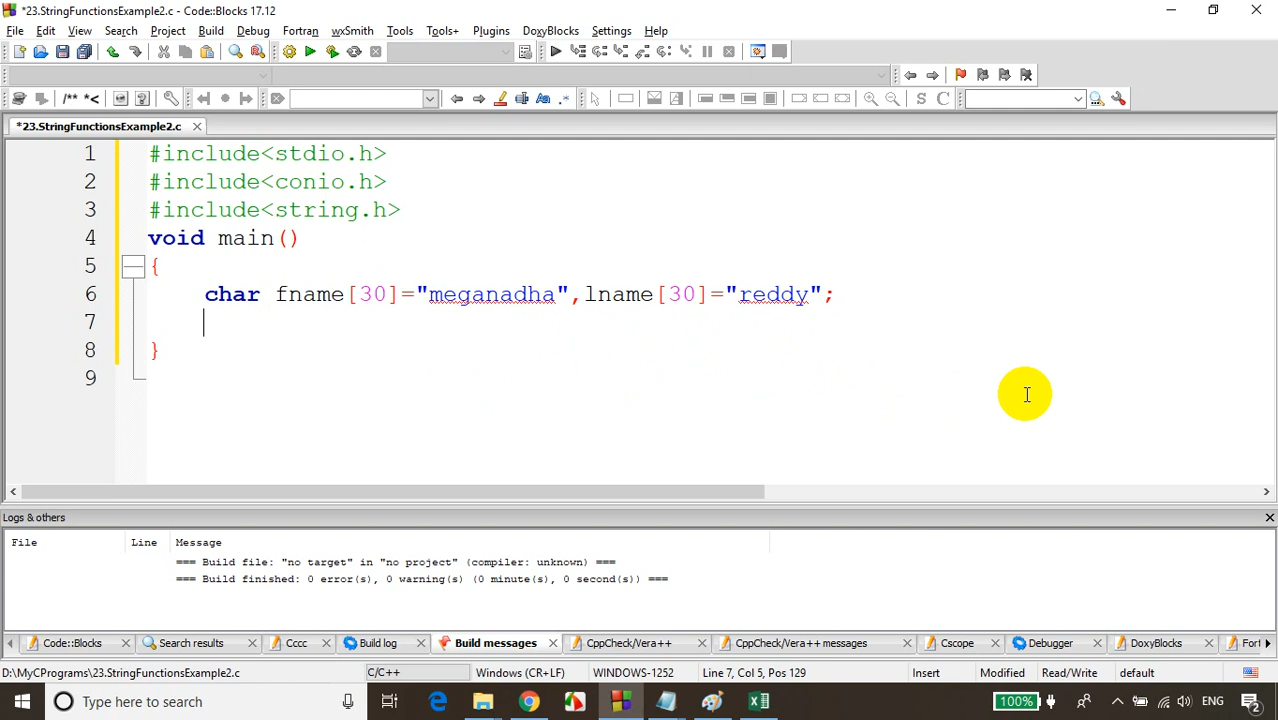 *23.StringFunctionsExample2.c - Code::Blocks 17.12
File Edit View Search Project Build Debug Fortran wxSmith Tools Tools+ Plugins DoxyBlocks Settings Help
/** *<
S C
*23.StringFunctionsExample2.c
1 #include<stdio.h>
2 #include<conio.h>
3 #include<string.h>
4 void main()
5 {
6 char fname[30]="meganadha",lname[30]="reddy";
7
8 }
9
Logs & others
File Line Message
=== Build file: "no target" in "no project" (compiler: unknown) ===
=== Build finished: 0 error(s), 0 warning(s) (0 minute(s), 0 second(s)) ===
Code::Blocks Search results Cccc Build log Build messages CppCheck/Vera++ CppCheck/Vera++ messages Cscope Debugger DoxyBlocks Fort
D:\MyCPrograms\23.StringFunctionsExample2.c C/C++ Windows (CR+LF) WINDOWS-1252 Line 7, Col 5, Pos 129 Insert Modified Read/Write default
Type here to search 100% ENG 2